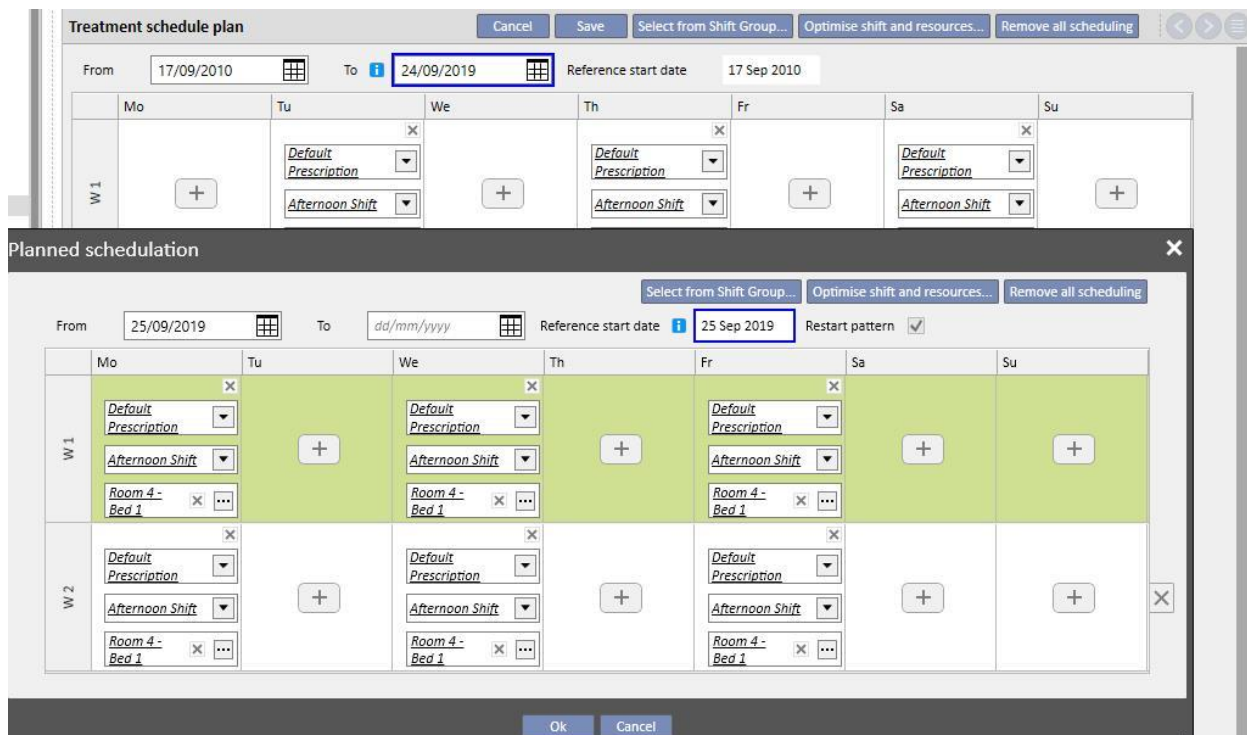 Treatment schedule plan Cancel Save Select from Shift Group... Optimise shift and resources... Remove all scheduling
From 17/09/2010 To 24/09/2019 Reference start date 17 Sep 2010
Mo Tu We Th Fr Sa Su
W 1
Default Prescription Default Prescription Default Prescription
Afternoon Shift Afternoon Shift Afternoon Shift
Planned schedulation
Select from Shift Group... Optimise shift and resources... Remove all scheduling
From 25/09/2019 To dd/mm/yyyy Reference start date 25 Sep 2019 Restart pattern
Mo Tu We Th Fr Sa Su
W 1
Default Prescription Default Prescription Default Prescription
Afternoon Shift Afternoon Shift Afternoon Shift
Room 4 - Bed 1 Room 4 - Bed 1 Room 4 - Bed 1
W 2
Default Prescription Default Prescription Default Prescription
Afternoon Shift Afternoon Shift Afternoon Shift
Room 4 - Bed 1 Room 4 - Bed 1 Room 4 - Bed 1
Ok Cancel